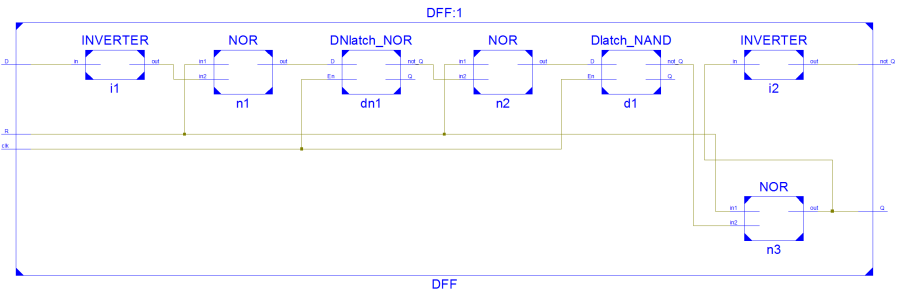 DFF:1
INVERTER NOR DNlatch_NOR NOR Dlatch_NAND INVERTER
D in out in1 out D not_Q in1 out D not_Q in out not_Q
in2 En Q in2 En Q
i1 n1 dn1 n2 d1 i2
R
clk
NOR
in1 out Q
in2
n3
DFF